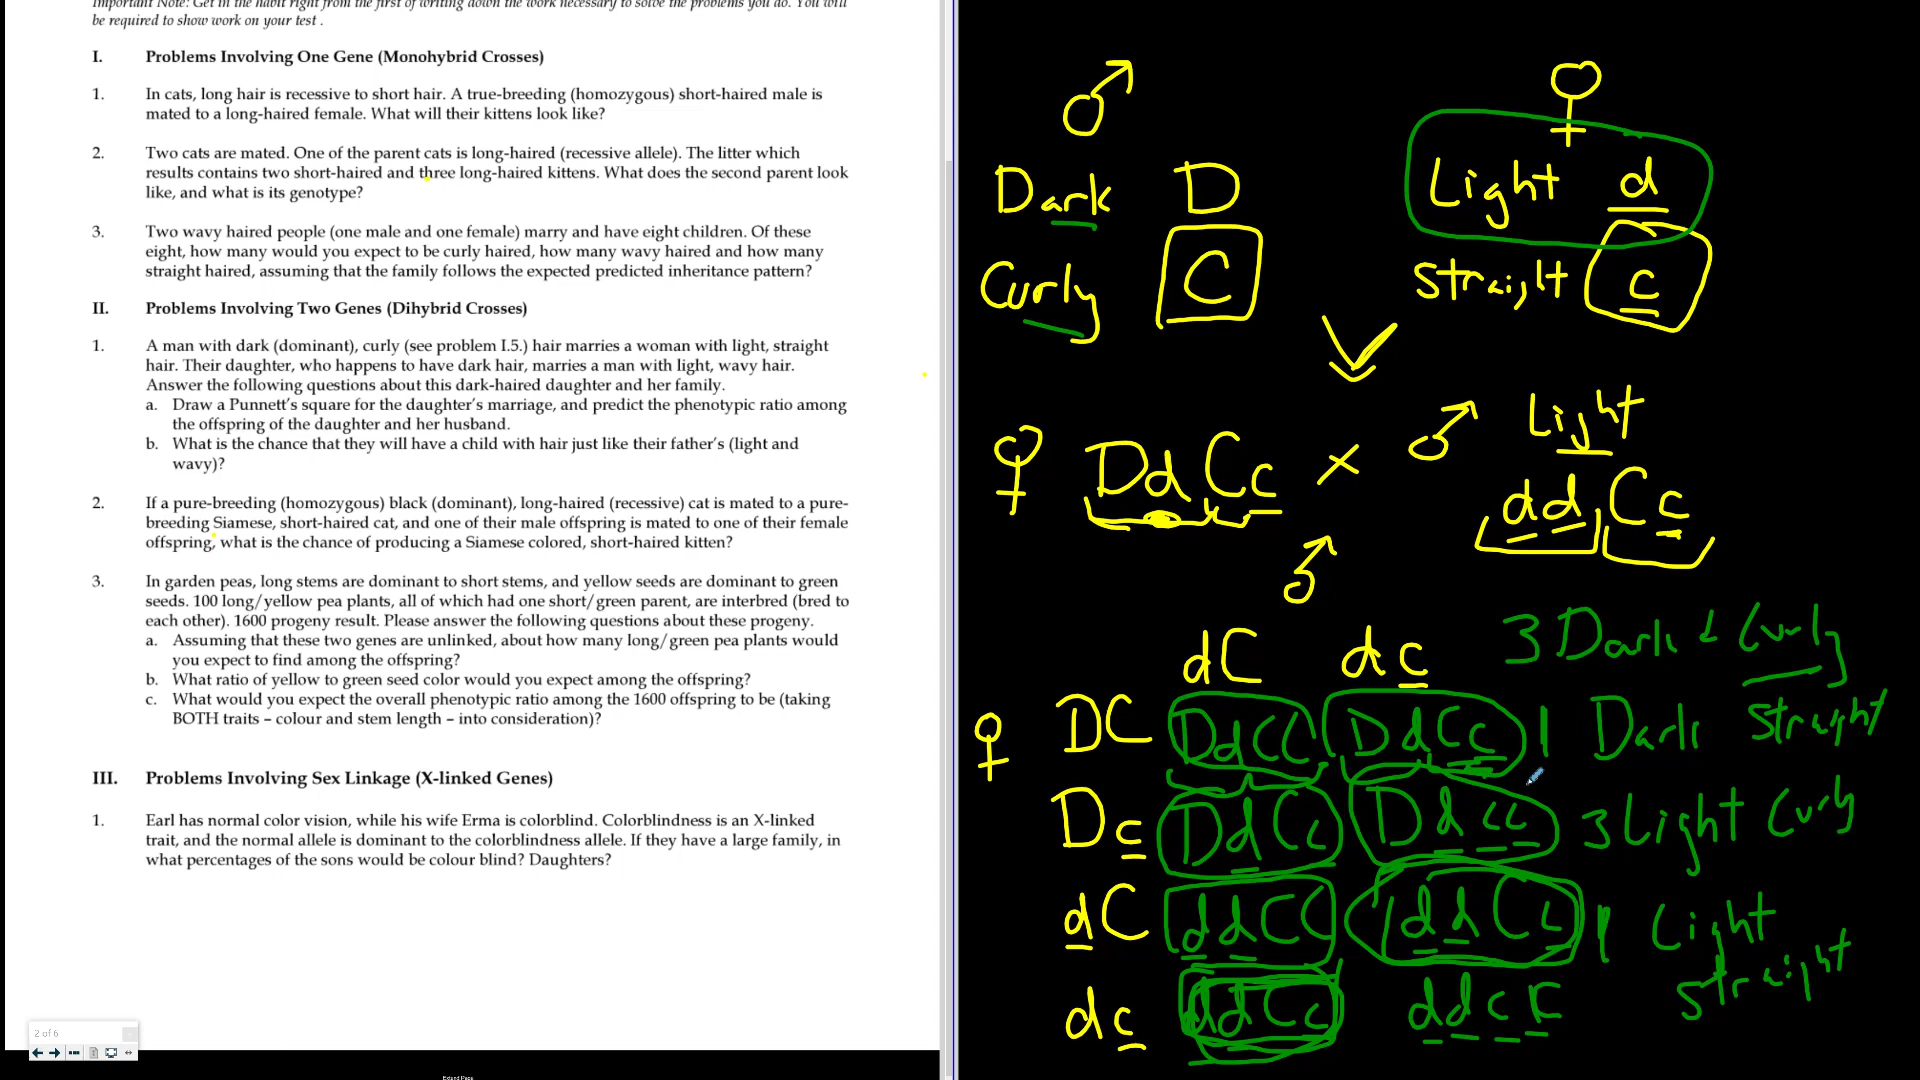 Important Note: Get in the habit right from the first of writing down the work necessary to solve the problems you do. You will
be required to show work on your test .
I. Problems Involving One Gene (Monohybrid Crosses)
1. In cats, long hair is recessive to short hair. A true-breeding (homozygous) short-haired male is
mated to a long-haired female. What will their kittens look like?
2. Two cats are mated. One of the parent cats is long-haired (recessive allele). The litter which
results contains two short-haired and three long-haired kittens. What does the second parent look
like, and what is its genotype?
3. Two wavy haired people (one male and one female) marry and have eight children. Of these
eight, how many would you expect to be curly haired, how many wavy haired and how many
straight haired, assuming that the family follows the expected predicted inheritance pattern?
II. Problems Involving Two Genes (Dihybrid Crosses)
1. A man with dark (dominant), curly (see problem I.5.) hair marries a woman with light, straight
hair. Their daughter, who happens to have dark hair, marries a man with light, wavy hair.
Answer the following questions about this dark-haired daughter and her family.
a. Draw a Punnett's square for the daughter's marriage, and predict the phenotypic ratio among
the offspring of the daughter and her husband.
b. What is the chance that they will have a child with hair just like their father's (light and
wavy)?
2. If a pure-breeding (homozygous) black (dominant), long-haired (recessive) cat is mated to a pure-
breeding Siamese, short-haired cat, and one of their male offspring is mated to one of their female
offspring, what is the chance of producing a Siamese colored, short-haired kitten?
3. In garden peas, long stems are dominant to short stems, and yellow seeds are dominant to green
seeds. 100 long/yellow pea plants, all of which had one short/green parent, are interbred (bred to
each other). 1600 progeny result. Please answer the following questions about these progeny.
a. Assuming that these two genes are unlinked, about how many long/green pea plants would
you expect to find among the offspring?
b. What ratio of yellow to green seed color would you expect among the offspring?
c. What would you expect the overall phenotypic ratio among the 1600 offspring to be (taking
BOTH traits – colour and stem length – into consideration)?
III. Problems Involving Sex Linkage (X-linked Genes)
1. Earl has normal color vision, while his wife Erma is colorblind. Colorblindness is an X-linked
trait, and the normal allele is dominant to the colorblindness allele. If they have a large family, in
what percentages of the sons would be colour blind? Daughters?
2 of 6
Extend Page
♂ ♀
Dark D Light d
Curly C Straight c
♀ DdCc × ♂ Light
ddCc
♂
dC dc 3 Dark & Curly
♀ DC DdCC DdCc 1 Dark Straight
Dc DdCc Ddcc 3 Light Curly
dC ddCC ddCc 1 Light
straight
dc ddCc ddcc